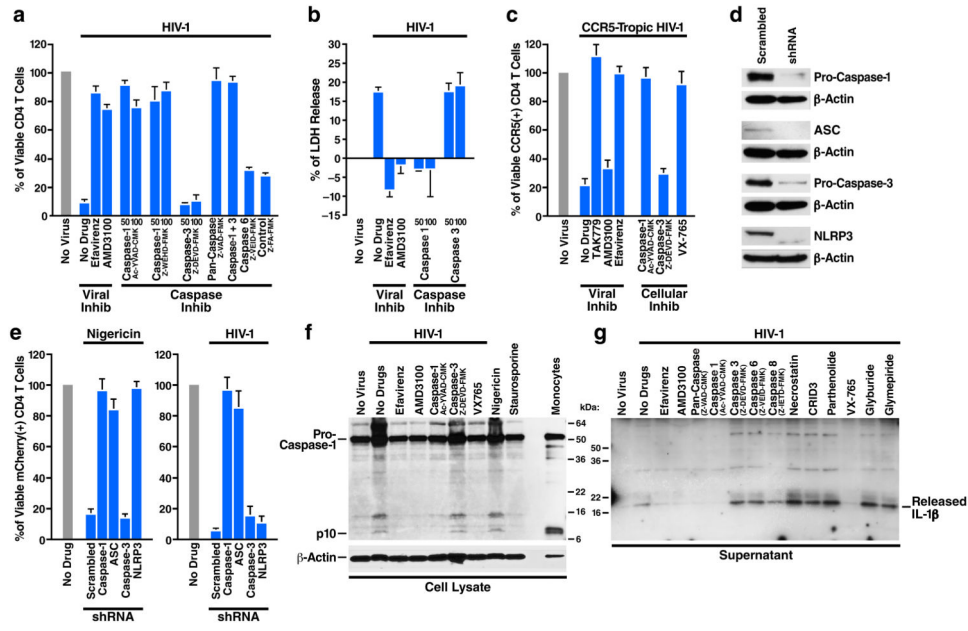 a
HIV-1
% of Viable CD4 T Cells
120
100
80
60
40
20
0
No Virus
No Drug
Efavirenz
AMD3100
50
100
Caspase-1
Ac-YVAD-CMK
50
100
Caspase-1
Z-WEHD-FMK
50
100
Caspase-3
Z-DEVD-FMK
Pan-Caspase
Z-VAD-FMK
Caspase-1 + 3
Caspase 6
Z-VEID-FMK
Control
Z-FA-FMK
Viral
Inhib
Caspase
Inhib
b
HIV-1
% of LDH Release
30
25
20
15
10
5
0
−5
−10
−15
No Virus
No Drug
Efavirenz
AMD3100
50
100
Caspase 1
50
100
Caspase 3
Viral
Inhib
Caspase
Inhib
c
CCR5-Tropic HIV-1
% of Viable CCR5(+) CD4 T Cells
120
100
80
60
40
20
0
No Virus
No Drug
TAK779
AMD3100
Efavirenz
Caspase-1
Ac-YVAD-CMK
Caspase-3
Z-DEVD-FMK
VX-765
Viral
Inhib
Cellular
Inhib
d
Scrambled
shRNA
Pro-Caspase-1
β-Actin
ASC
β-Actin
Pro-Caspase-3
β-Actin
NLRP3
β-Actin
e
Nigericin
%of Viable mCherry(+) CD4 T Cells
120
100
80
60
40
20
0
No Drug
Scrambled
Caspase-1
ASC
Caspase-3
NLRP3
shRNA
HIV-1
120
100
80
60
40
20
0
No Drug
Scrambled
Caspase-1
ASC
Caspase-3
NLRP3
shRNA
f
HIV-1
No Virus
No Drugs
Efavirenz
AMD3100
Caspase-1
Ac-YVAD-CMK
Caspase-3
Z-DEVD-FMK
VX765
Nigericin
Staurosporine
Monocytes
kDa:
Pro-
Caspase-1
p10
β-Actin
64
50
36
22
16
6
Cell Lysate
g
HIV-1
No Virus
No Drugs
Efavirenz
AMD3100
Pan-Caspase
(Z-VAD-CMK)
Caspase 1
(Ac-YVAD-CMK)
Caspase 3
(Z-DEVD-FMK)
Caspase 6
(Z-VEID-FMK)
Caspase 8
(Z-IETD-FMK)
Necrostatin
CRID3
Parthenolide
VX-765
Glyburide
Glymepiride
kDa:
64
50
36
22
16
Released
IL-1β
Supernatant